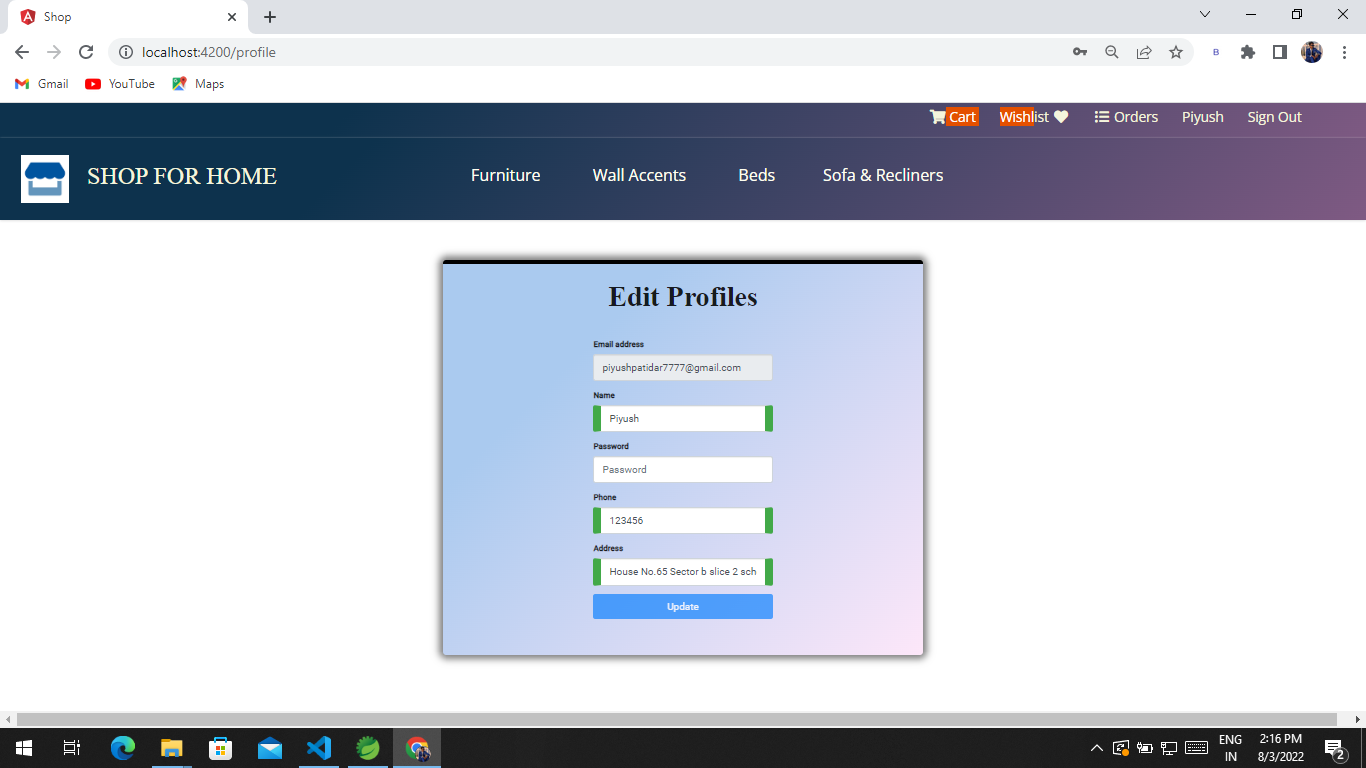 Shop
localhost:4200/profile
B
Gmail YouTube Maps
Cart Wishlist Orders Piyush Sign Out
SHOP FOR HOME Furniture Wall Accents Beds Sofa & Recliners
Edit Profiles
Email address
piyushpatidar7777@gmail.com
Name
Piyush
Password
Password
Phone
123456
Address
House No.65 Sector b slice 2 sch
Update
ENG 2:16 PM
IN 8/3/2022 2